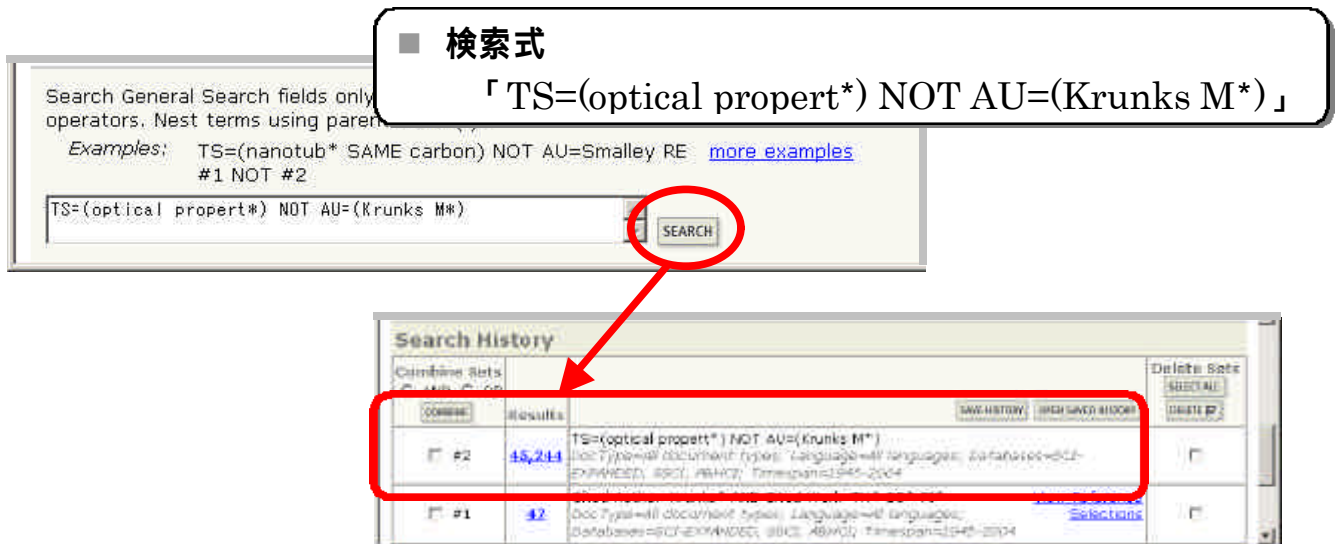 ■ 検索式
「TS=(optical propert*) NOT AU=(Krunks M*)」
Search General Search fields only
operators. Nest terms using paren
Examples: TS=(nanotub* SAME carbon) NOT AU=Smalley RE more examples
#1 NOT #2
TS=(optical propert*) NOT AU=(Krunks M*)
SEARCH
Search History
Combine Sets
Delete Sets
SELECT ALL
COMBINE Results SAVE HISTORY OPEN SAVED HISTORY DELETE
#2 45,244 TS=(optical propert*) NOT AU=(Krunks M*)
DocType=All document types; Language=All languages; Databases=SCI-
EXPANDED, SSCI, A&HCI; Timespan=1945-2004
#1 42
DocType=All document types; Language=All languages; Selections
Databases=SCI-EXPANDED, SSCI, A&HCI; Timespan=1945-2004